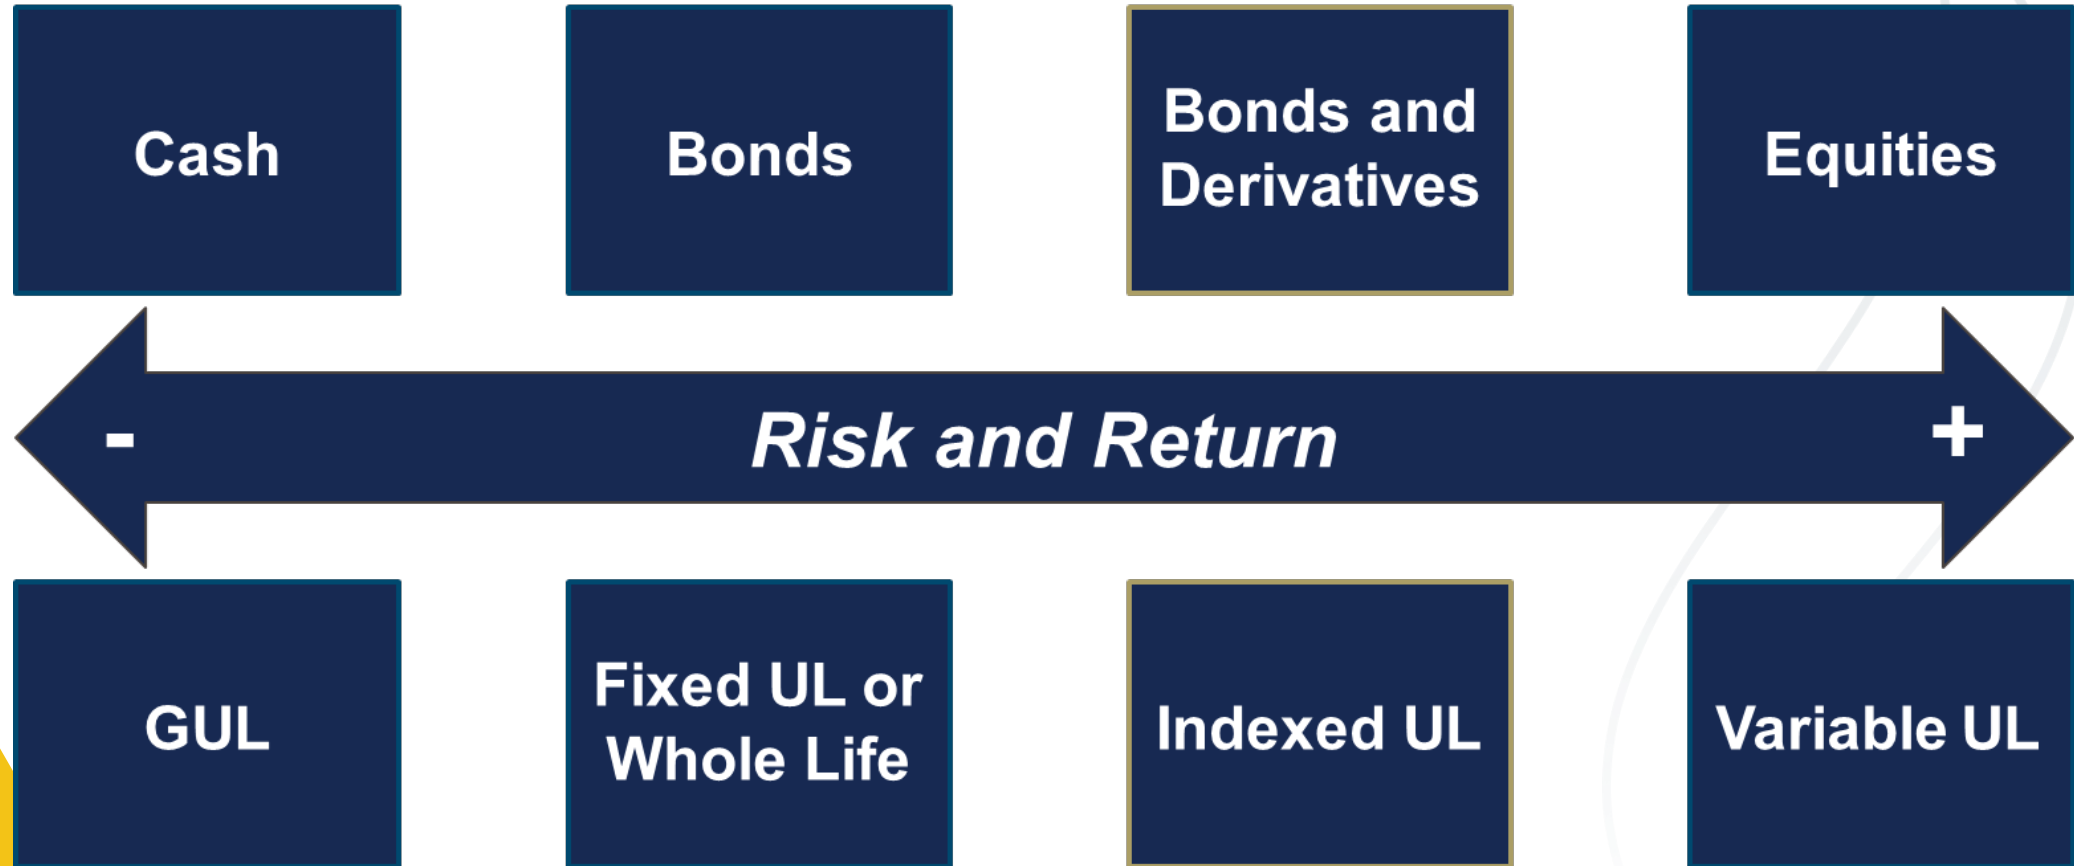 Cash
Bonds
Bonds and
Derivatives
Equities
-
Risk and Return
+
GUL
Fixed UL or
Whole Life
Indexed UL
Variable UL